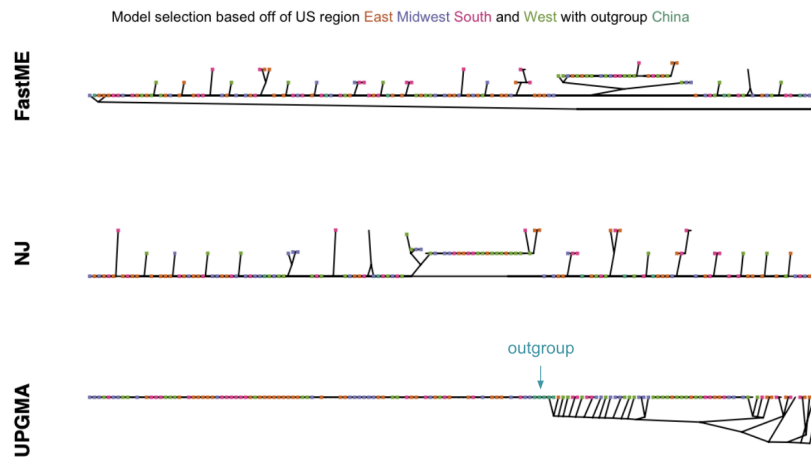 Model selection based off of US region East Midwest South and West with outgroup China
FastME
NJ
outgroup
UPGMA